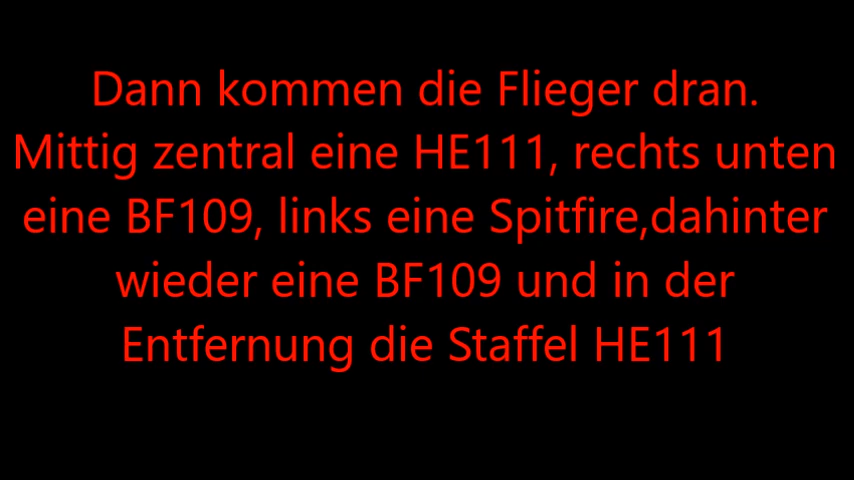 Dann kommen die Flieger dran.
Mittig zentral eine HE111, rechts unten
eine BF109, links eine Spitfire,dahinter
wieder eine BF109 und in der
Entfernung die Staffel HE111